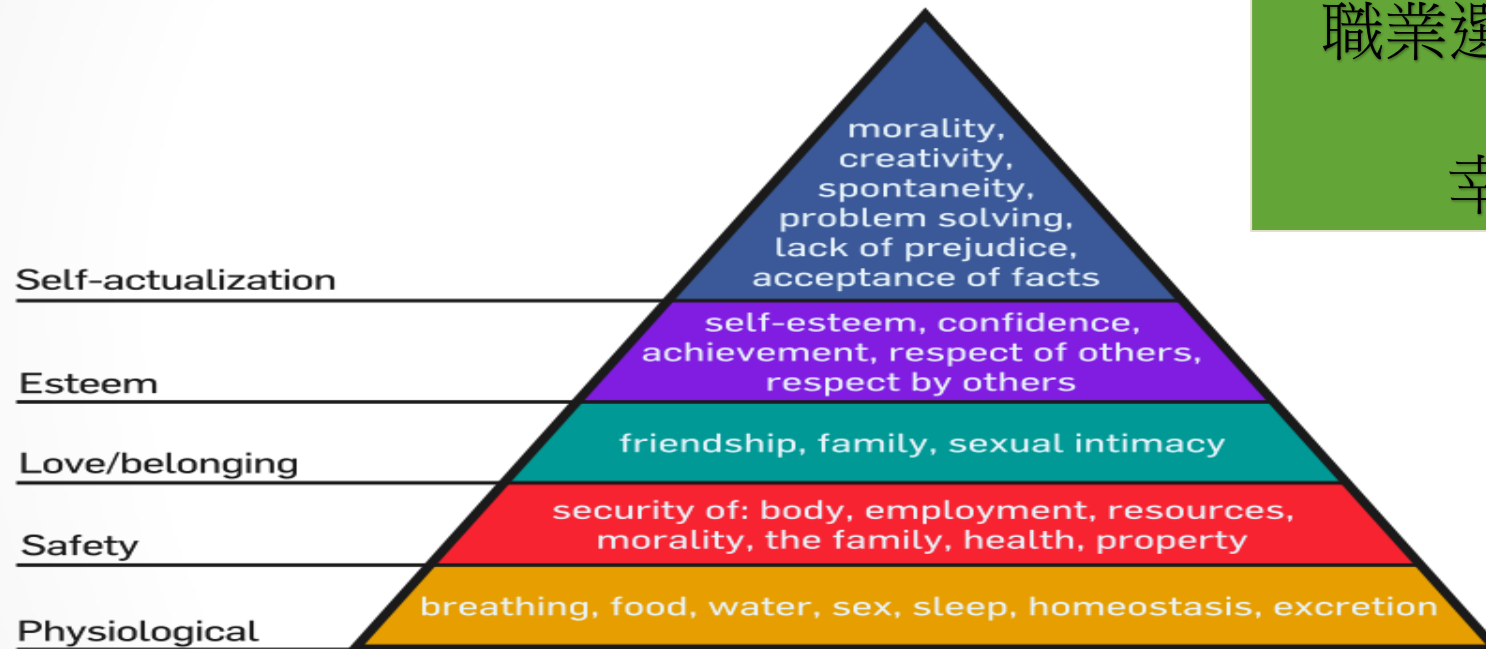 職業選
幸
morality,
creativity,
spontaneity,
problem solving,
lack of prejudice,
acceptance of facts
Self-actualization
self-esteem, confidence,
achievement, respect of others,
respect by others
Esteem
friendship, family, sexual intimacy
Love/belonging
security of: body, employment, resources,
morality, the family, health, property
Safety
breathing, food, water, sex, sleep, homeostasis, excretion
Physiological